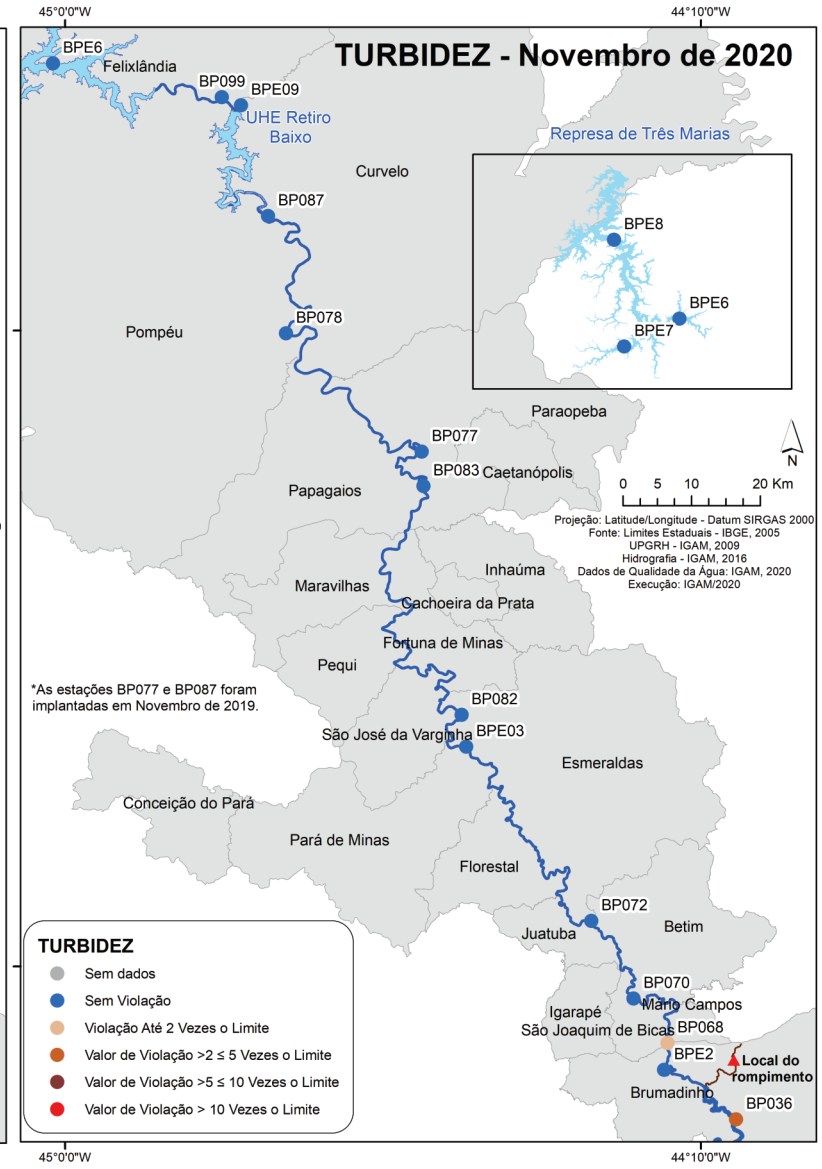 45°0'0"W
44°10'0"W
TURBIDEZ - Novembro de 2020
BPE6
Felixlândia
BP099
BPE09
UHE Retiro
Baixo
Represa de Três Marias
Curvelo
BP087
BPE8
BPE6
BPE7
BP078
Pompéu
Paraopeba
BP077
BP083
Caetanópolis
Papagaios
N
0 5 10 20 Km
Projeção: Latitude/Longitude - Datum SIRGAS 2000
Fonte: Limites Estaduais - IBGE, 2005
UPGRH - IGAM, 2009
Hidrografia - IGAM, 2016
Dados de Qualidade da Água: IGAM, 2020
Execução: IGAM/2020
Inhaúma
Maravilhas
Cachoeira da Prata
Fortuna de Minas
Pequi
*As estações BP077 e BP087 foram
implantadas em Novembro de 2019.
BP082
São José da Varginha
BPE03
Esmeraldas
Conceição do Pará
Pará de Minas
Florestal
BP072
Juatuba
Betim
BP070
Mário Campos
Igarapé
São Joaquim de Bicas
BP068
BPE2
Local do
rompimento
Brumadinho
BP036
TURBIDEZ
Sem dados
Sem Violação
Violação Até 2 Vezes o Limite
Valor de Violação >2 ≤ 5 Vezes o Limite
Valor de Violação >5 ≤ 10 Vezes o Limite
Valor de Violação > 10 Vezes o Limite
45°0'0"W
44°10'0"W